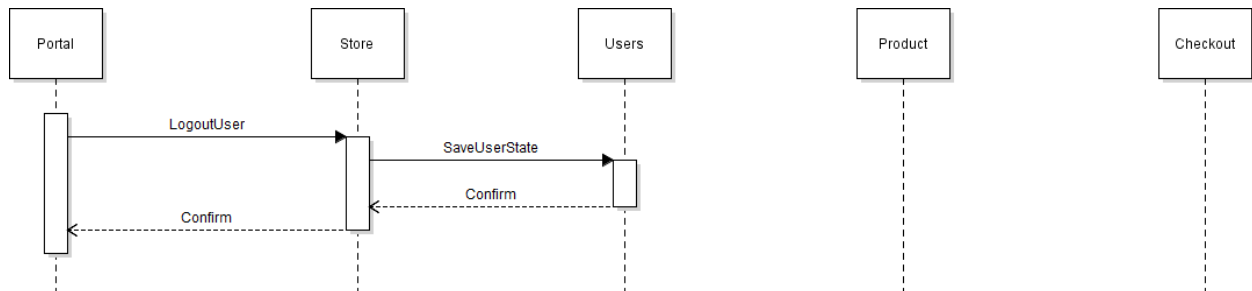 Portal
Store
Users
Product
Checkout
LogoutUser
SaveUserState
Confirm
Confirm